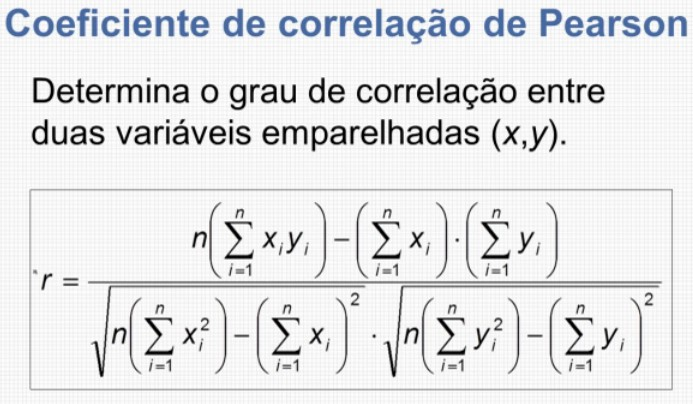 Coeficiente de correlação de Pearson
Determina o grau de correlação entre
duas variáveis emparelhadas (x,y).
r = \frac{n\left(\sum_{i=1}^{n} x_i y_i\right) - \left(\sum_{i=1}^{n} x_i\right) \cdot \left(\sum_{i=1}^{n} y_i\right)}{\sqrt{n\left(\sum_{i=1}^{n} x_i^2\right) - \left(\sum_{i=1}^{n} x_i\right)^2} \cdot \sqrt{n\left(\sum_{i=1}^{n} y_i^2\right) - \left(\sum_{i=1}^{n} y_i\right)^2}}